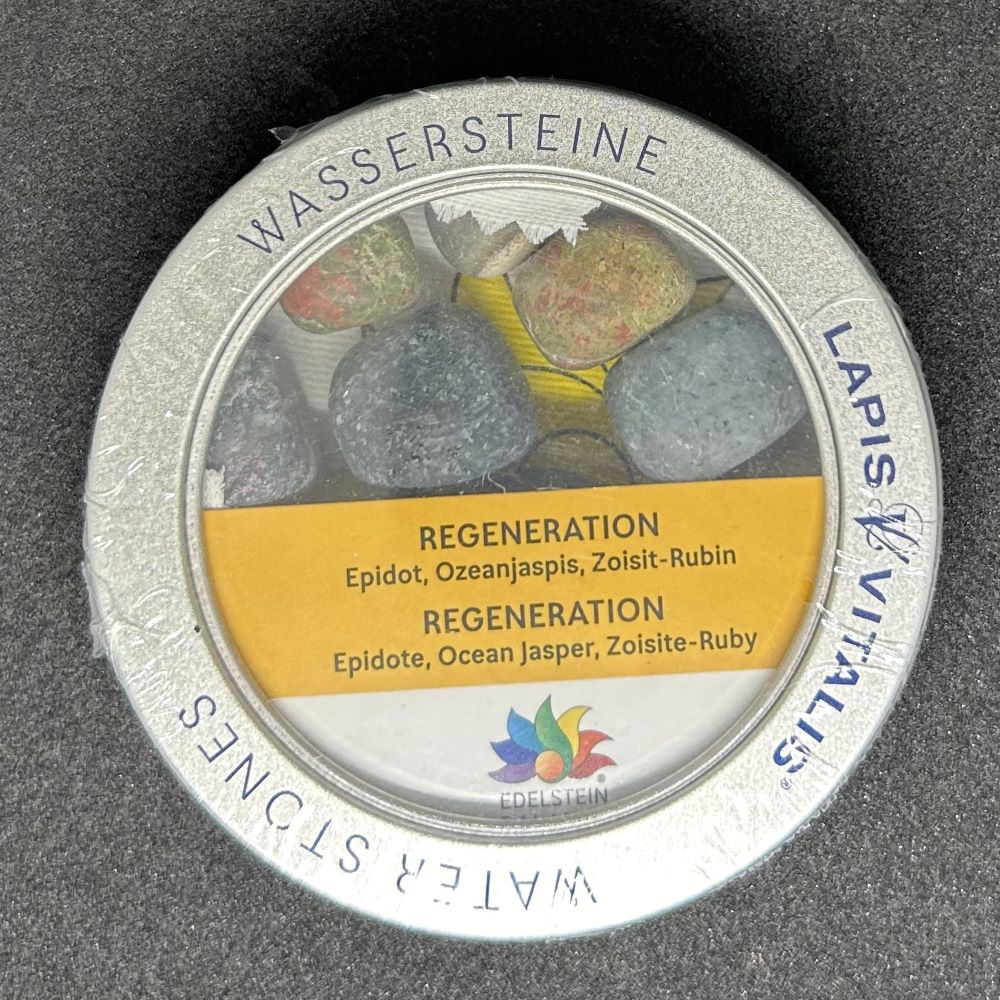 WASSERSTEINE
LAPIS VITALIS®
REGENERATION
Epidot, Ozeanjaspis, Zoisit-Rubin
REGENERATION
Epidote, Ocean Jasper, Zoisite-Ruby
EDELSTEIN
WATER STONES